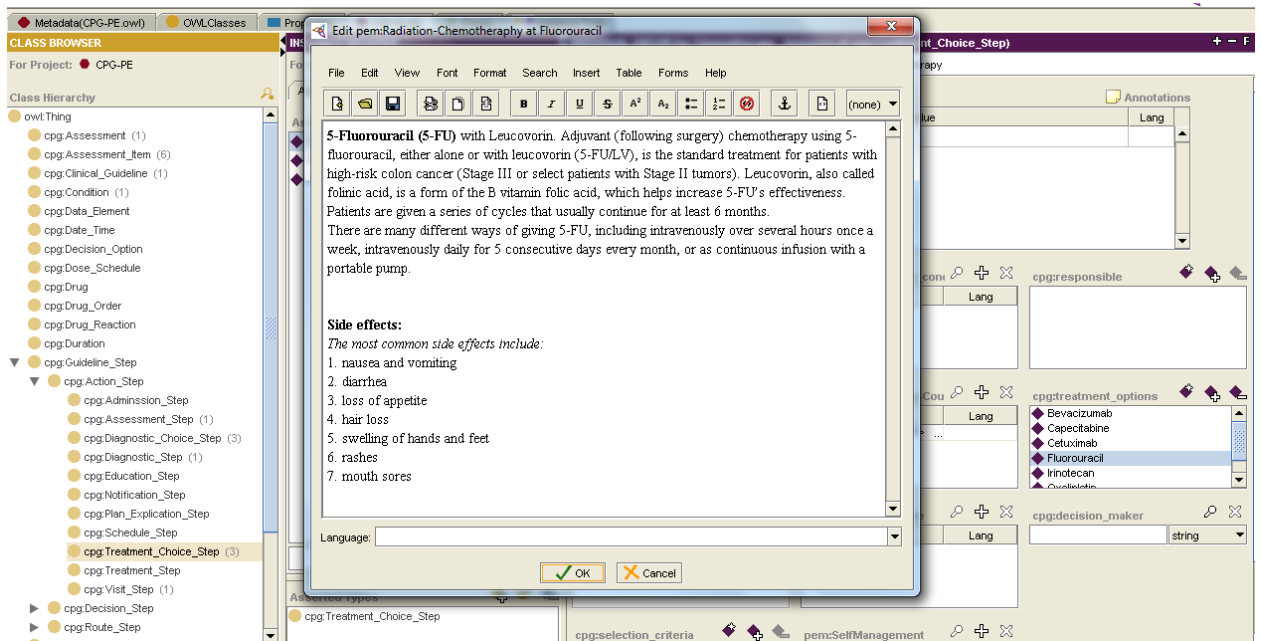 Metadata(CPG-PE.owl)
OWLClasses
Prop
CLASS BROWSER
For Project: CPG-PE
Class Hierarchy
owl:Thing
cpg:Assessment (1)
cpg:Assessment_Item (6)
cpg:Clinical_Guideline (1)
cpg:Condition (1)
cpg:Data_Element
cpg:Date_Time
cpg:Decision_Option
cpg:Dose_Schedule
cpg:Drug
cpg:Drug_Order
cpg:Drug_Reaction
cpg:Duration
cpg:Guideline_Step
cpg:Action_Step
cpg:Adminssion_Step
cpg:Assessment_Step (1)
cpg:Diagnostic_Choice_Step (3)
cpg:Diagnostic_Step (1)
cpg:Education_Step
cpg:Notification_Step
cpg:Plan_Explication_Step
cpg:Schedule_Step
cpg:Treatment_Choice_Step (3)
cpg:Treatment_Step
cpg:Visit_Step (1)
cpg:Decision_Step
cpg:Route_Step
Edit pem:Radiation-Chemotheraphy at Fluorouracil
File Edit View Font Format Search Insert Table Forms Help
(none)
5-Fluorouracil (5-FU) with Leucovorin. Adjuvant (following surgery) chemotherapy using 5-
fluorouracil, either alone or with leucovorin (5-FU/LV), is the standard treatment for patients with
high-risk colon cancer (Stage III or select patients with Stage II tumors). Leucovorin, also called
folinic acid, is a form of the B vitamin folic acid, which helps increase 5-FU's effectiveness.
Patients are given a series of cycles that usually continue for at least 6 months.
There are many different ways of giving 5-FU, including intravenously over several hours once a
week, intravenously daily for 5 consecutive days every month, or as continuous infusion with a
portable pump.
Side effects:
The most common side effects include:
1. nausea and vomiting
2. diarrhea
3. loss of appetite
4. hair loss
5. swelling of hands and feet
6. rashes
7. mouth sores
Language:
OK
Cancel
Asserted Types
cpg:Treatment_Choice_Step
nt_Choice_Step)
rapy
Annotations
lue
Lang
cpg:responsible
Lang
cpg:treatment_options
Lang
Bevacizumab
Capecitabine
Cetuximab
Fluorouracil
Irinotecan
cpg:decision_maker
Lang
string
cpg:selection_criteria
pem:SelfManagement